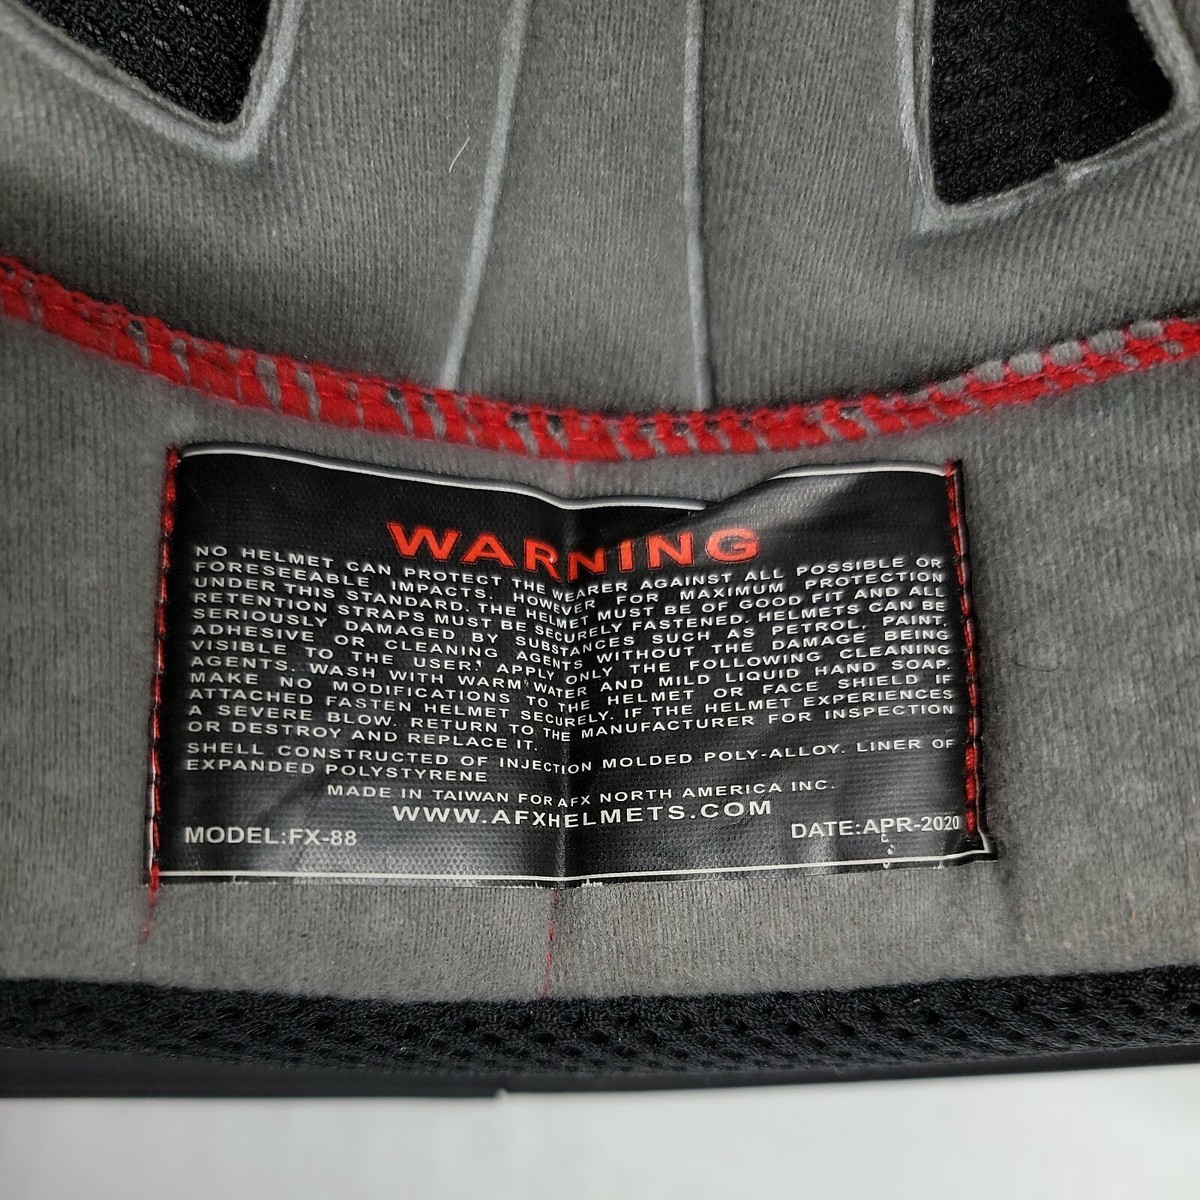 WARNING
NO HELMET CAN PROTECT THE WEARER AGAINST ALL POSSIBLE OR
FORESEEABLE IMPACTS. HOWEVER FOR MAXIMUM PROTECTION
UNDER THIS STANDARD. THE HELMET MUST BE OF GOOD FIT AND ALL
RETENTION STRAPS MUST BE SECURELY FASTENED. HELMETS CAN BE
SERIOUSLY DAMAGED BY SUBSTANCES SUCH AS PETROL, PAINT,
ADHESIVE OR CLEANING AGENTS WITHOUT THE DAMAGE BEING
VISIBLE TO THE USER, APPLY ONLY THE FOLLOWING CLEANING
AGENTS. WASH WITH WARM WATER AND MILD LIQUID HAND SOAP.
MAKE NO MODIFICATIONS TO THE HELMET OR FACE SHIELD IF
ATTACHED FASTEN HELMET SECURELY. IF THE HELMET EXPERIENCES
A SEVERE BLOW. RETURN TO THE MANUFACTURER FOR INSPECTION
OR DESTROY AND REPLACE IT.
SHELL CONSTRUCTED OF INJECTION MOLDED POLY-ALLOY. LINER OF
EXPANDED POLYSTYRENE
MADE IN TAIWAN FOR AFX NORTH AMERICA INC.
WWW.AFXHELMETS.COM
MODEL:FX-88 DATE:APR-2020